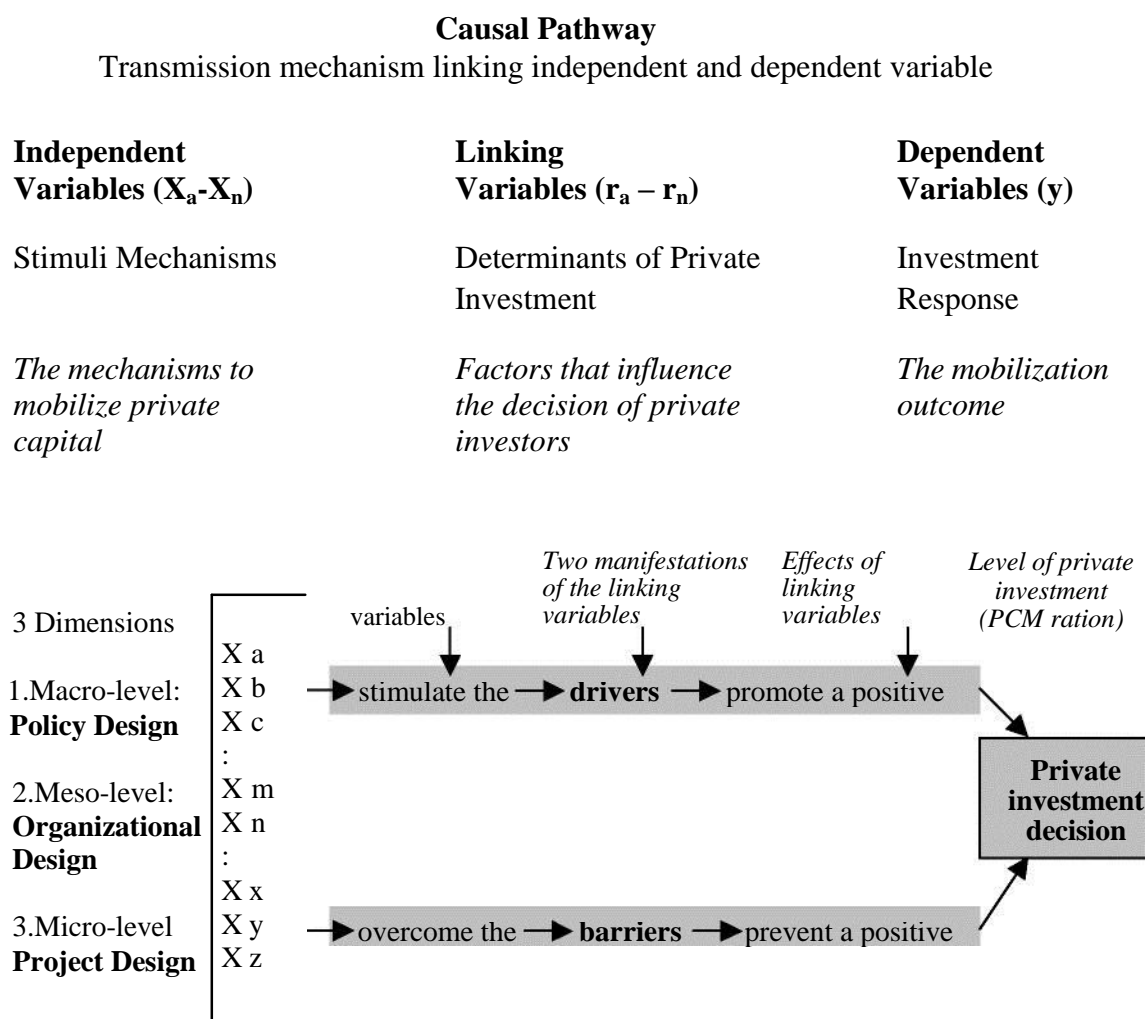 Causal Pathway
Transmission mechanism linking independent and dependent variable
Independent
Variables (Xa-Xn)
Linking
Variables (ra – rn)
Dependent
Variables (y)
Stimuli Mechanisms
Determinants of Private
Investment
Investment
Response
The mechanisms to
mobilize private
capital
Factors that influence
the decision of private
investors
The mobilization
outcome
3 Dimensions
1.Macro-level:
Policy Design
2.Meso-level:
Organizational
Design
3.Micro-level
Project Design
X a
X b
X c
:
X m
X n
:
X x
X y
X z
variables
Two manifestations
of the linking
variables
Effects of
linking
variables
Level of private
investment
(PCM ration)
stimulate the
drivers
promote a positive
overcome the
barriers
prevent a positive
Private
investment
decision